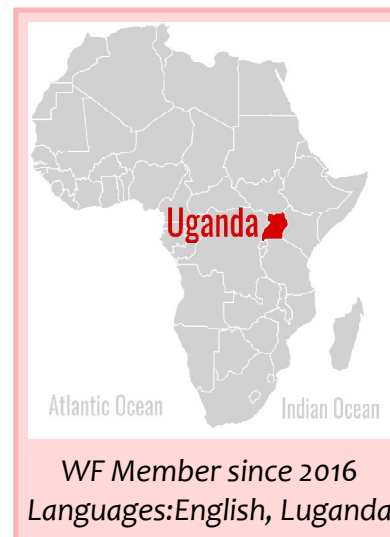 Uganda
Atlantic Ocean
Indian Ocean
WF Member since 2016
Languages:English, Luganda